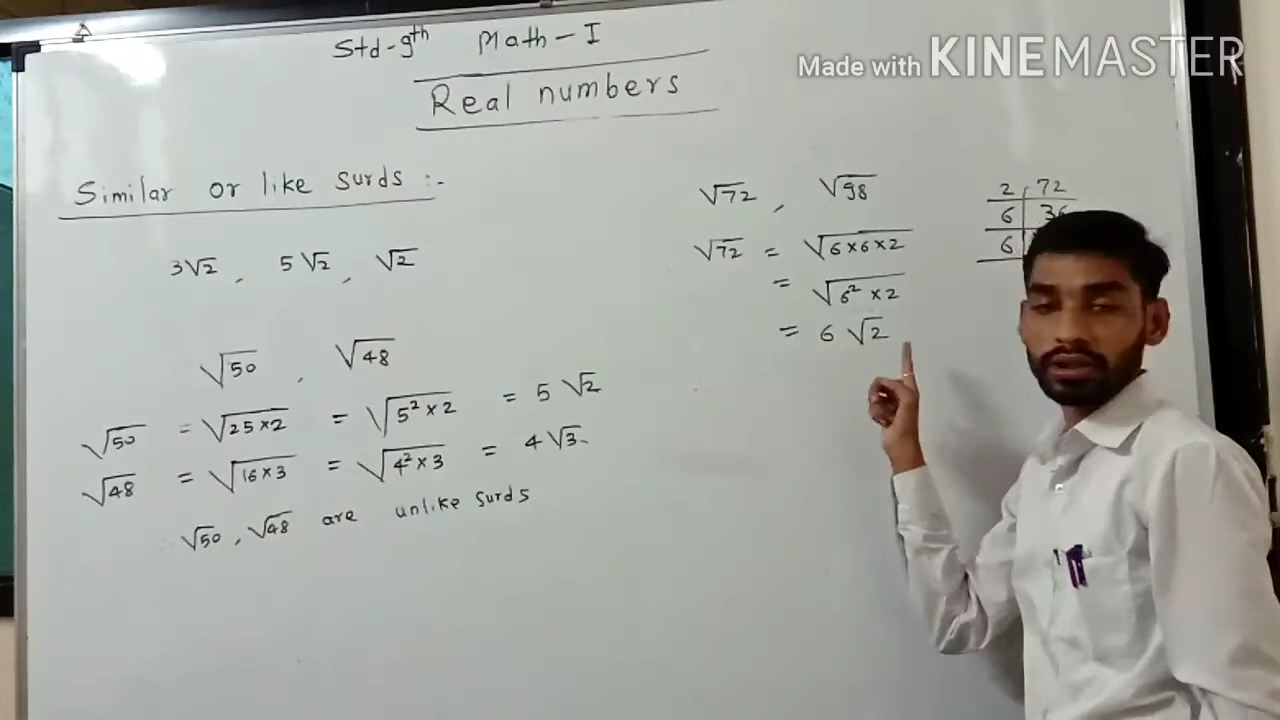 Std-9th Math-I
Made with KINEMASTER
Real numbers
Similar or like surds :-
3√2 , 5√2 , √2
√50 , √48
√50 = √25×2 = √5²×2 = 5√2
√48 = √16×3 = √4²×3 = 4√3
√50 , √48 are unlike surds
√72 , √98
√72 = √6×6×2
= √6²×2
= 6√2
2 72
6 36
6